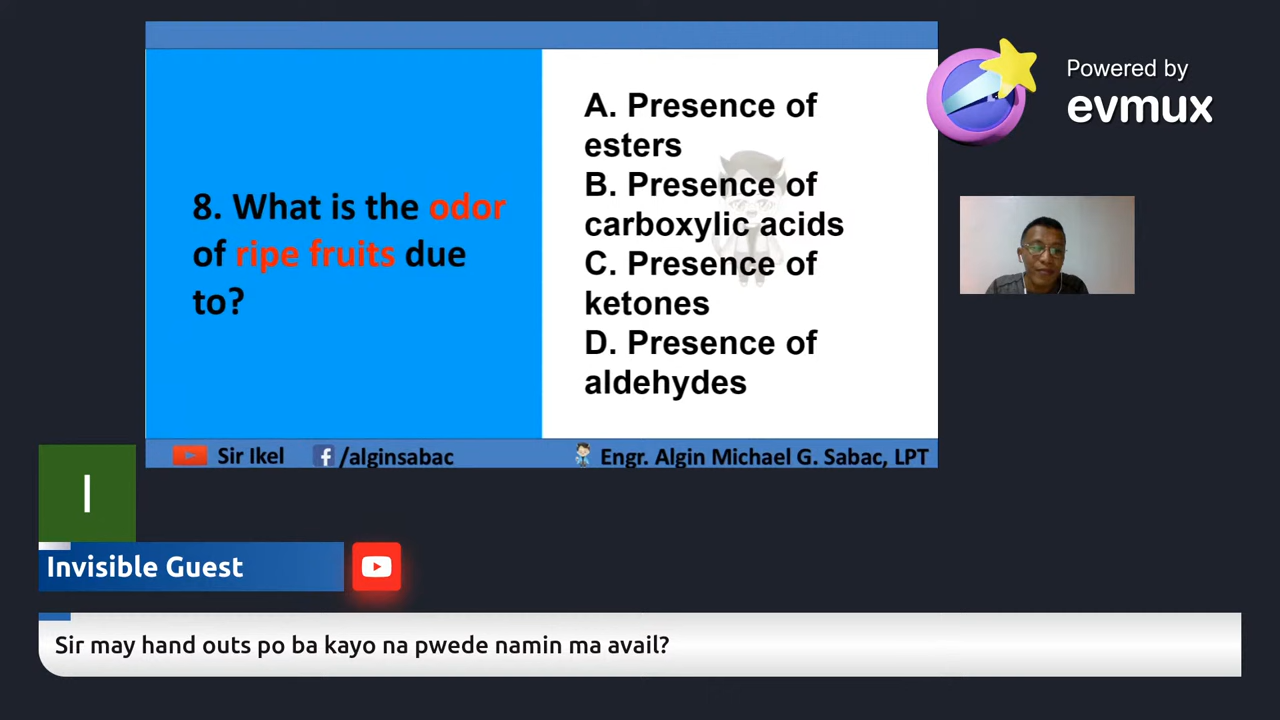 Powered by
evmux
8. What is the odor
of ripe fruits due
to?
A. Presence of
esters
B. Presence of
carboxylic acids
C. Presence of
ketones
D. Presence of
aldehydes
Sir Ikel
f /alginsabac
Engr. Algin Michael G. Sabac, LPT
I
Invisible Guest
Sir may hand outs po ba kayo na pwede namin ma avail?